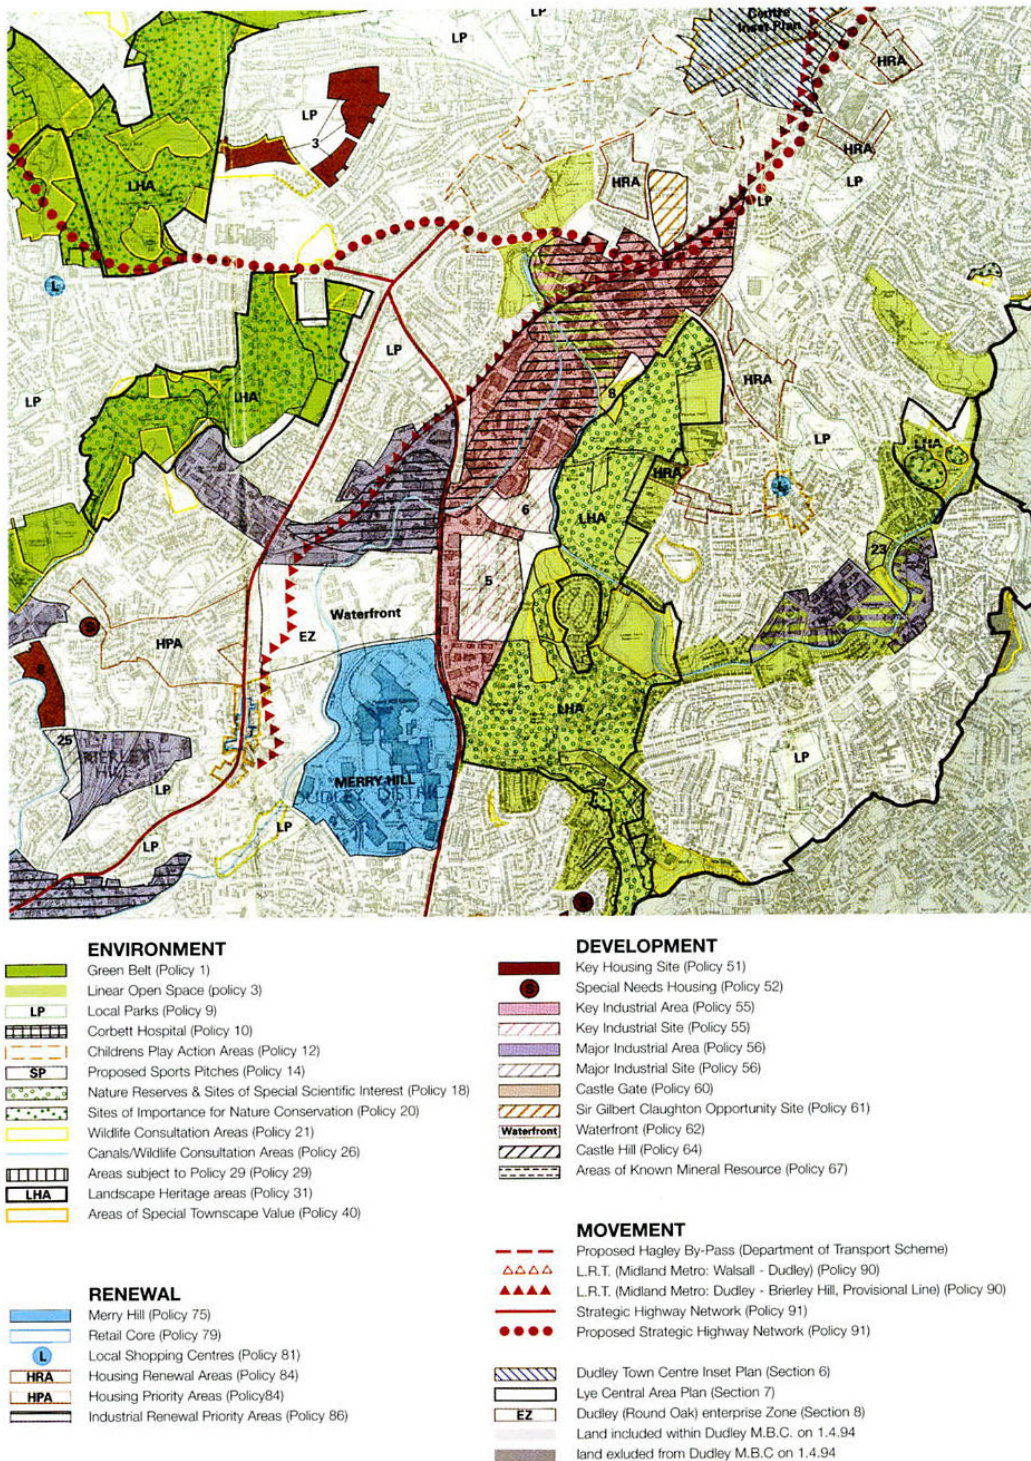 Centre
Inset Plan
LP
LP
HRA
LP
3
HRA
LHA
HRA
LP
LP
L
LP
HRA
LHA
LP
8
LP
LHA
HRA
L
6
LHA
5
23
Waterfront
S
EZ
HPA
8
LHA
25
BRIERLEY
HILL
LP
LP
MERRY HILL
DUDLEY DISTRICT
LP
LP
S
ENVIRONMENT
Green Belt (Policy 1)
Linear Open Space (policy 3)
LP Local Parks (Policy 9)
Corbett Hospital (Policy 10)
Childrens Play Action Areas (Policy 12)
SP Proposed Sports Pitches (Policy 14)
Nature Reserves & Sites of Special Scientific Interest (Policy 18)
Sites of Importance for Nature Conservation (Policy 20)
Wildlife Consultation Areas (Policy 21)
Canals/Wildlife Consultation Areas (Policy 26)
Areas subject to Policy 29 (Policy 29)
LHA Landscape Heritage areas (Policy 31)
Areas of Special Townscape Value (Policy 40)
RENEWAL
Merry Hill (Policy 75)
Retail Core (Policy 79)
L Local Shopping Centres (Policy 81)
HRA Housing Renewal Areas (Policy 84)
HPA Housing Priority Areas (Policy84)
Industrial Renewal Priority Areas (Policy 86)
DEVELOPMENT
Key Housing Site (Policy 51)
S Special Needs Housing (Policy 52)
Key Industrial Area (Policy 55)
Key Industrial Site (Policy 55)
Major Industrial Area (Policy 56)
Major Industrial Site (Policy 56)
Castle Gate (Policy 60)
Sir Gilbert Claughton Opportunity Site (Policy 61)
Waterfront Waterfront (Policy 62)
Castle Hill (Policy 64)
Areas of Known Mineral Resource (Policy 67)
MOVEMENT
Proposed Hagley By-Pass (Department of Transport Scheme)
L.R.T. (Midland Metro: Walsall - Dudley) (Policy 90)
L.R.T. (Midland Metro: Dudley - Brierley Hill, Provisional Line) (Policy 90)
Strategic Highway Network (Policy 91)
Proposed Strategic Highway Network (Policy 91)
Dudley Town Centre Inset Plan (Section 6)
Lye Central Area Plan (Section 7)
EZ Dudley (Round Oak) enterprise Zone (Section 8)
Land included within Dudley M.B.C. on 1.4.94
land exluded from Dudley M.B.C on 1.4.94